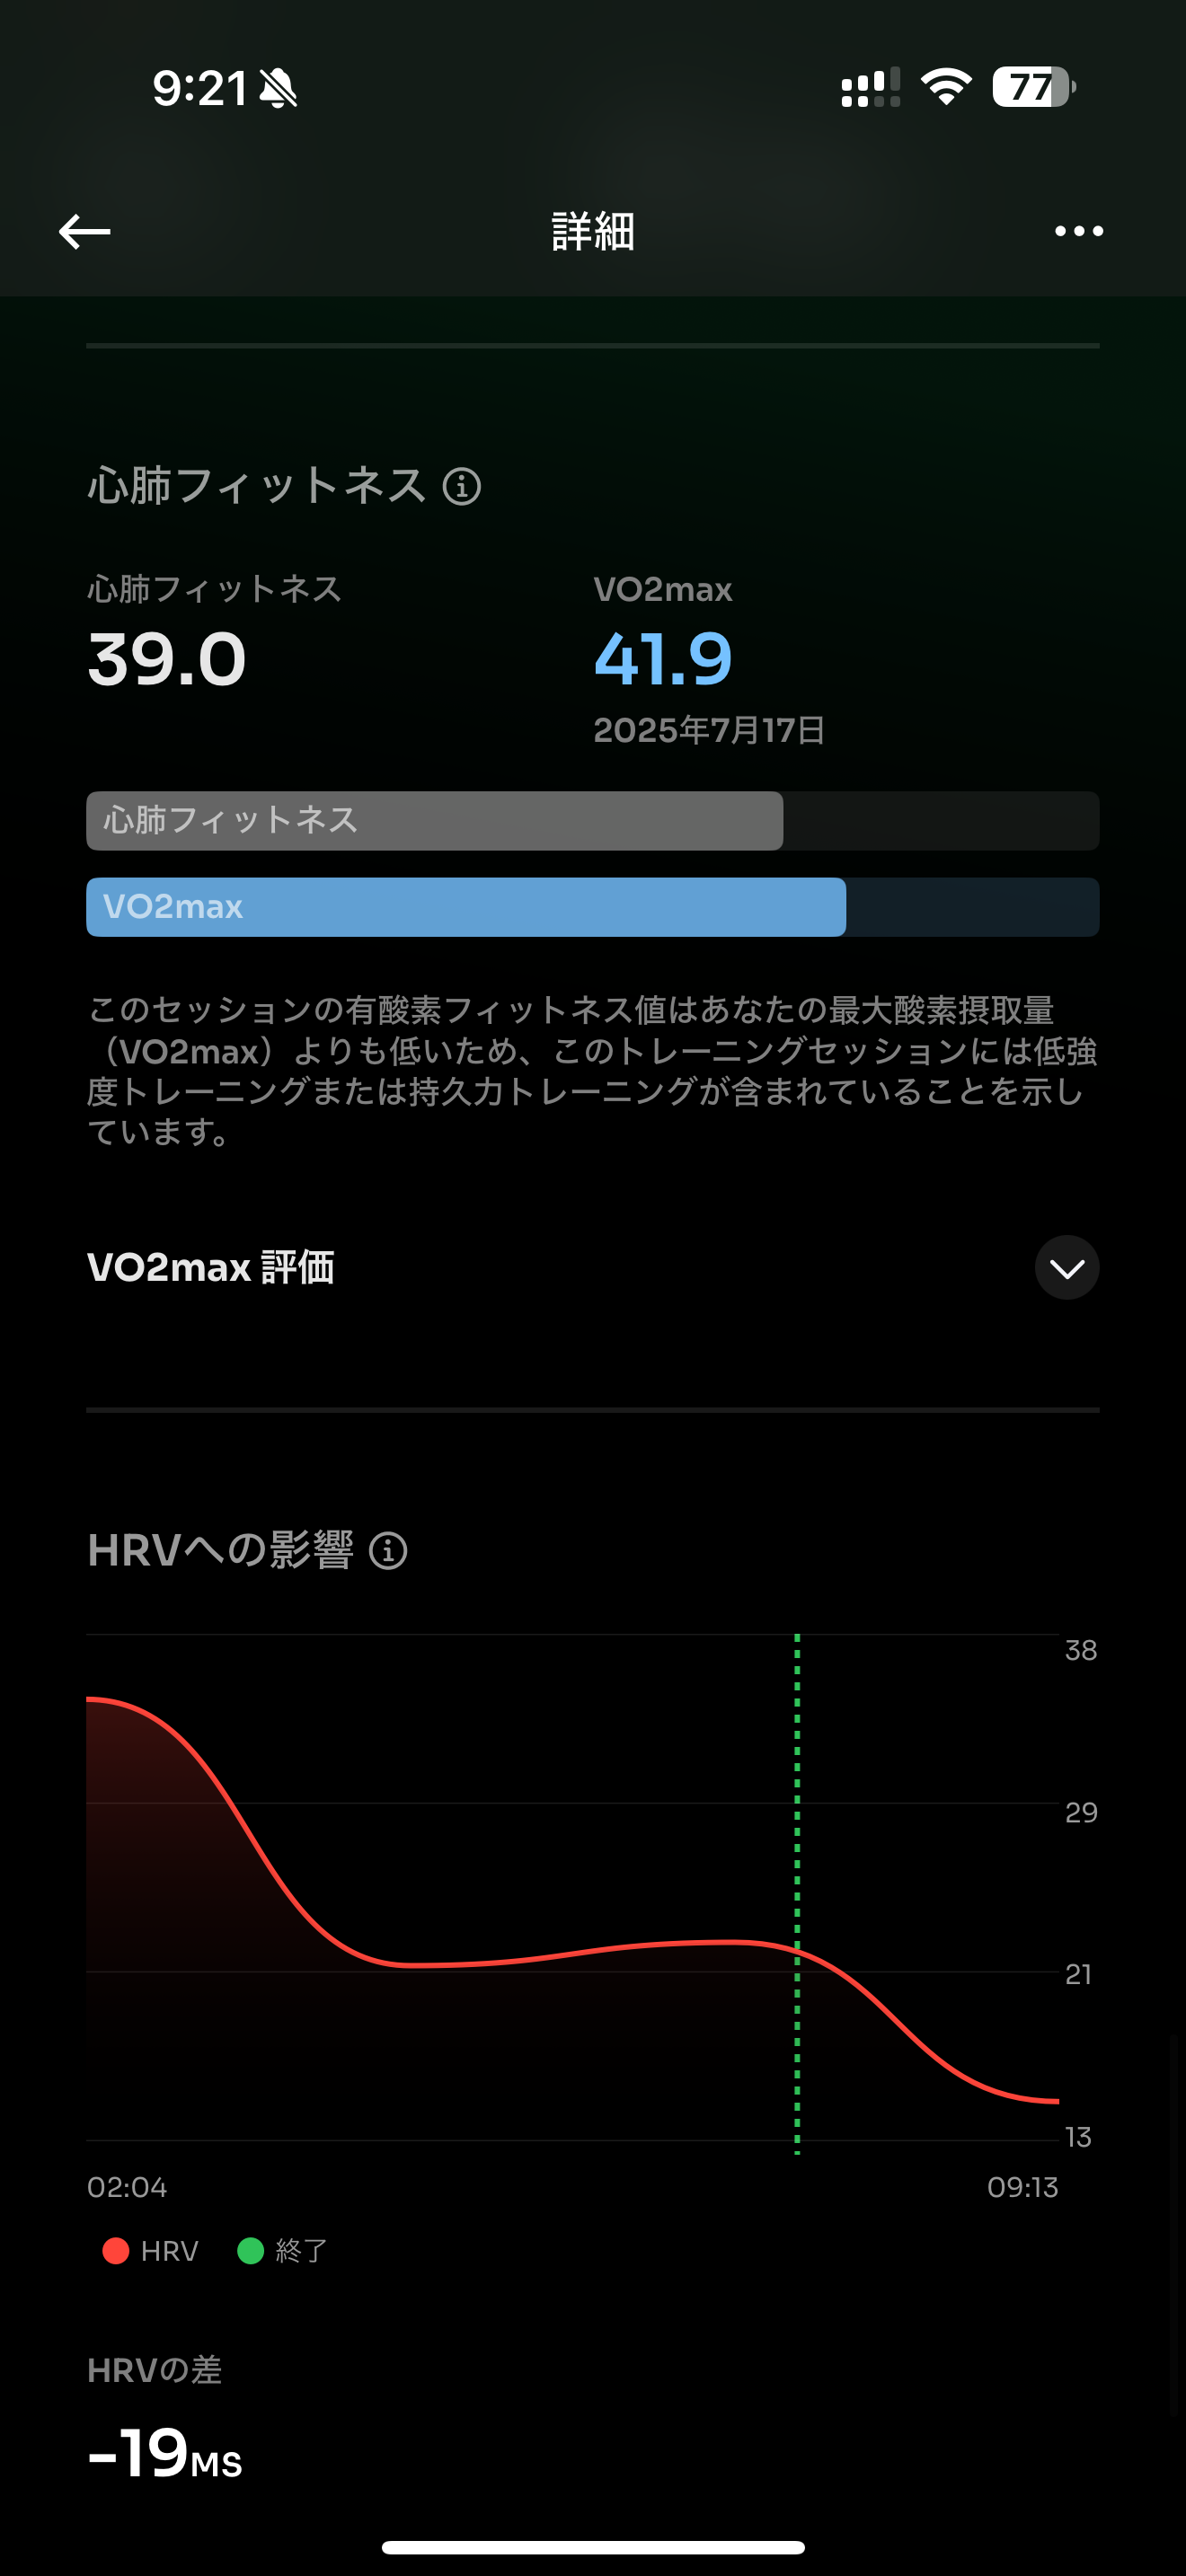 9:21
77
詳細
心肺フィットネス
心肺フィットネス
VO2max
39.0
41.9
2025年7月17日
心肺フィットネス
VO2max
このセッションの有酸素フィットネス値はあなたの最大酸素摂取量
（VO2max）よりも低いため、このトレーニングセッションには低強
度トレーニングまたは持久力トレーニングが含まれていることを示し
ています。
VO2max 評価
HRVへの影響
38
29
21
13
02:04
09:13
HRV
終了
HRVの差
-19MS